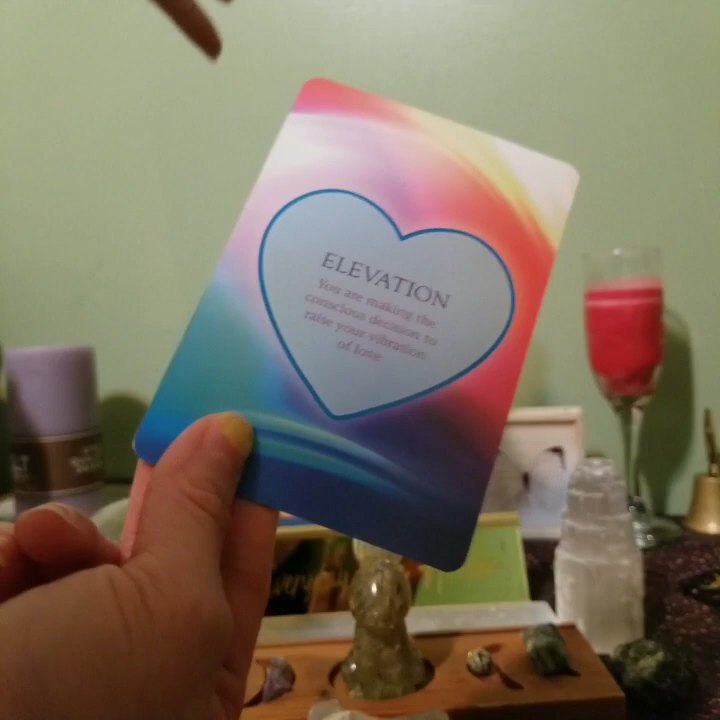 ELEVATION
You are making the
conscious decision to
raise your vibration
of love